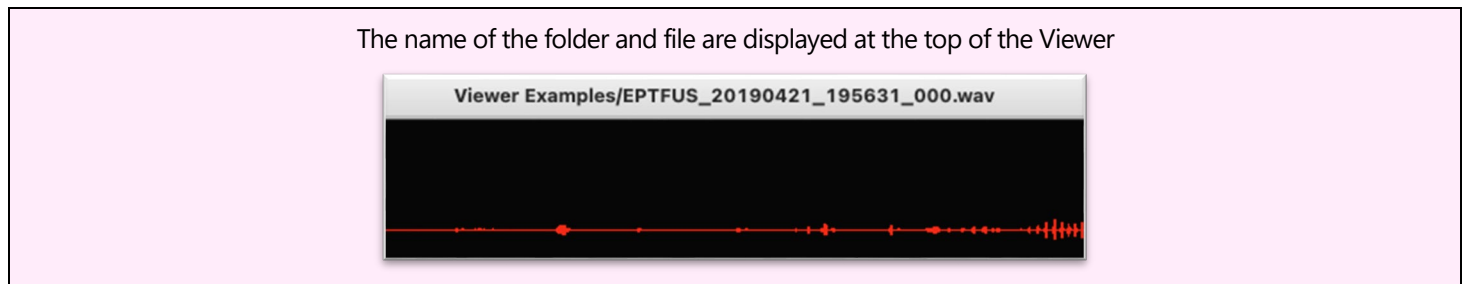 The name of the folder and file are displayed at the top of the Viewer
Viewer Examples/EPTFUS_20190421_195631_000.wav